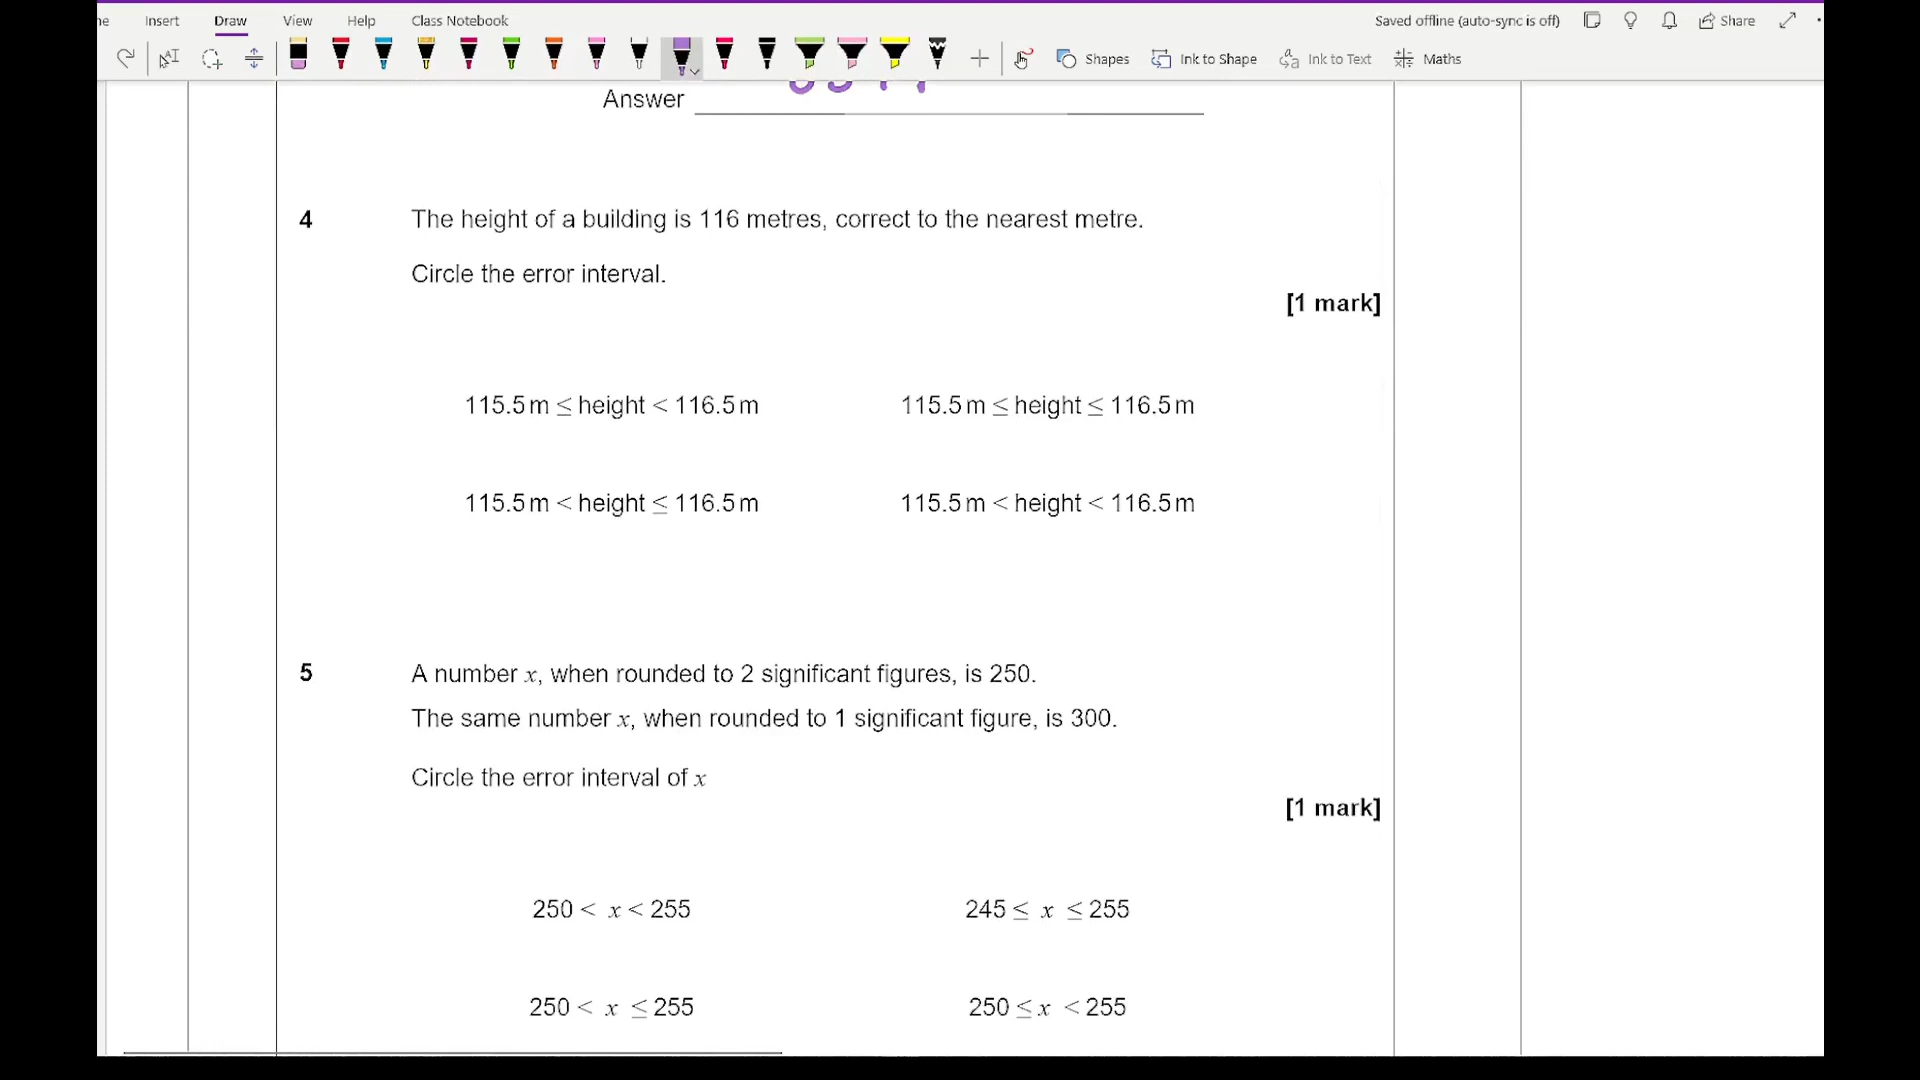 Insert Draw View Help Class Notebook Saved offline (auto-sync is off) Share
Shapes Ink to Shape Ink to Text Maths
Answer
4 The height of a building is 116 metres, correct to the nearest metre.
Circle the error interval.
[1 mark]
115.5 m ≤ height < 116.5 m 115.5 m ≤ height ≤ 116.5 m
115.5 m < height ≤ 116.5 m 115.5 m < height < 116.5 m
5 A number x, when rounded to 2 significant figures, is 250.
The same number x, when rounded to 1 significant figure, is 300.
Circle the error interval of x
[1 mark]
250 < x < 255 245 ≤ x ≤ 255
250 < x ≤ 255 250 ≤ x < 255